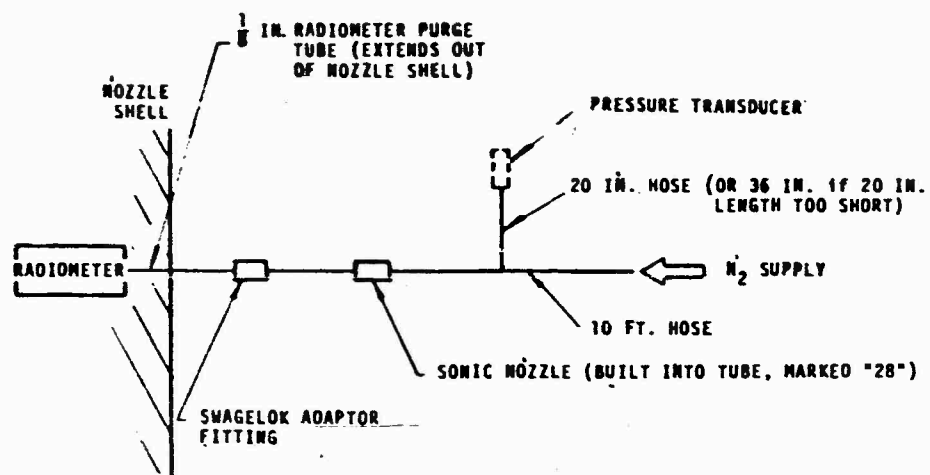 1/8 IN. RADIOMETER PURGE
TUBE (EXTENDS OUT
OF NOZZLE SHELL)
NOZZLE
SHELL
PRESSURE TRANSDUCER
20 IN. HOSE (OR 36 IN. if 20 IN.
LENGTH TOO SHORT)
RADIOMETER
N2 SUPPLY
10 FT. HOSE
SONIC NOZZLE (BUILT INTO TUBE, MARKED "28")
SWAGELOK ADAPTOR
FITTING